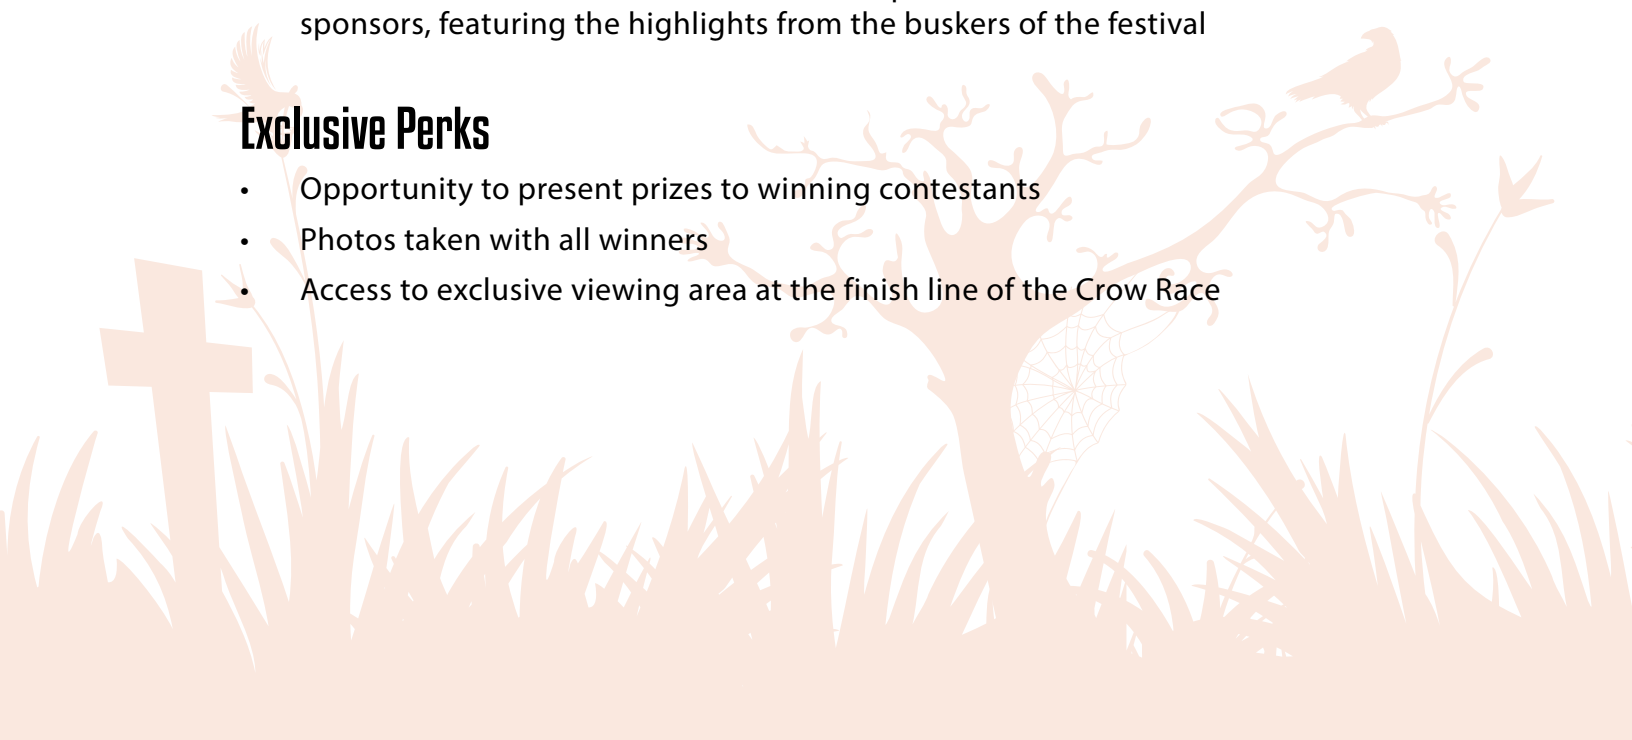 sponsors, featuring the highlights from the buskers of the festival
Exclusive Perks
• Opportunity to present prizes to winning contestants
• Photos taken with all winners
• Access to exclusive viewing area at the finish line of the Crow Race